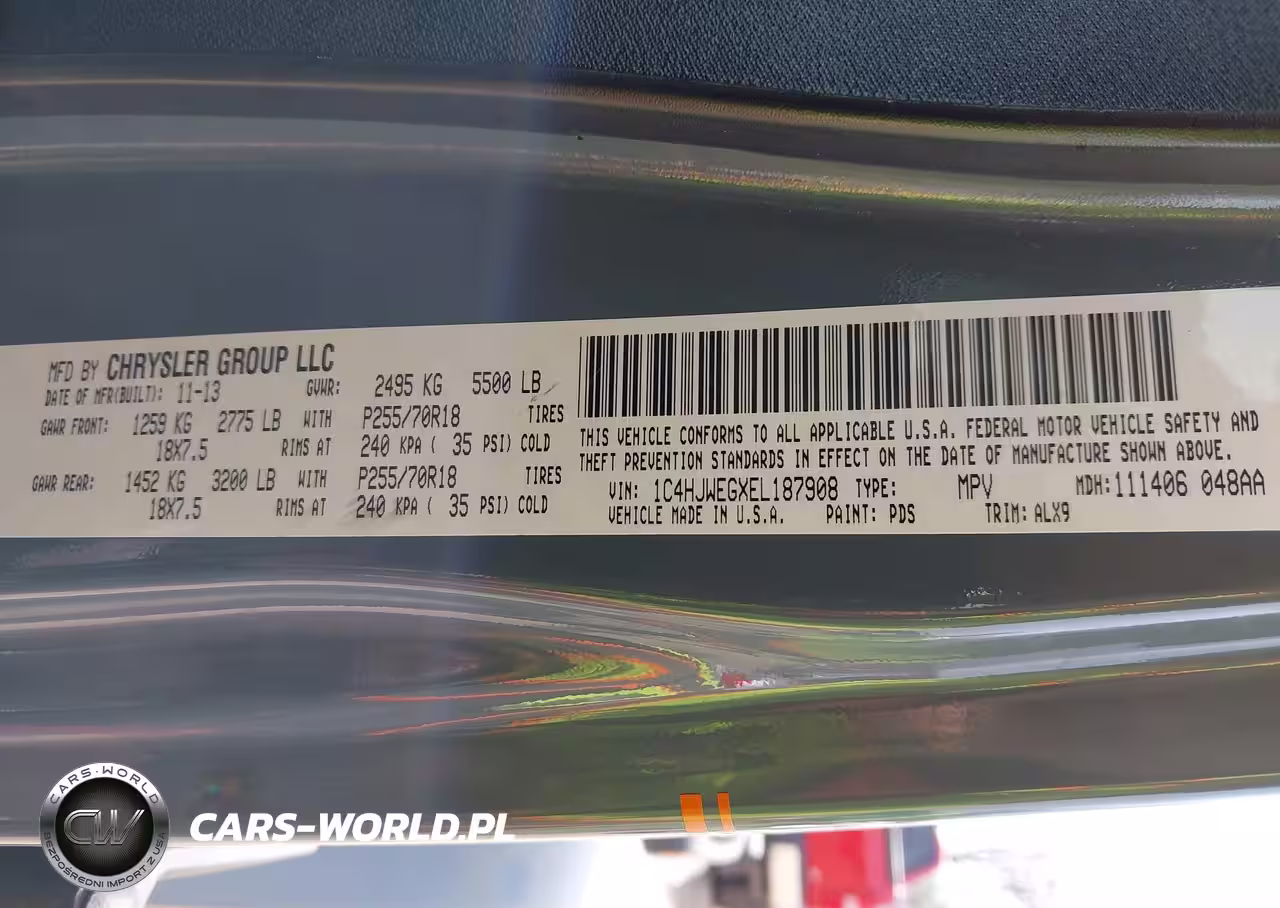 MFD BY CHRYSLER GROUP LLC
DATE OF MFR(BUILT): 11-13 GVWR: 2495 KG 5500 LB
GAWR FRONT: 1259 KG 2775 LB WITH P255/70R18 TIRES
18X7.5 RIMS AT 240 KPA ( 35 PSI) COLD
GAWR REAR: 1452 KG 3200 LB WITH P255/70R18 TIRES
18X7.5 RIMS AT 240 KPA ( 35 PSI) COLD
THIS VEHICLE CONFORMS TO ALL APPLICABLE U.S.A. FEDERAL MOTOR VEHICLE SAFETY AND
THEFT PREVENTION STANDARDS IN EFFECT ON THE DATE OF MANUFACTURE SHOWN ABOVE.
VIN: 1C4HJWEGXEL187908 TYPE: MPV MDH:111406 048AA
VEHICLE MADE IN U.S.A. PAINT: PDS TRIM: ALX9
CARS-WORLD
CW
BEZPOŚREDNI IMPORT Z USA
CARS-WORLD.PL